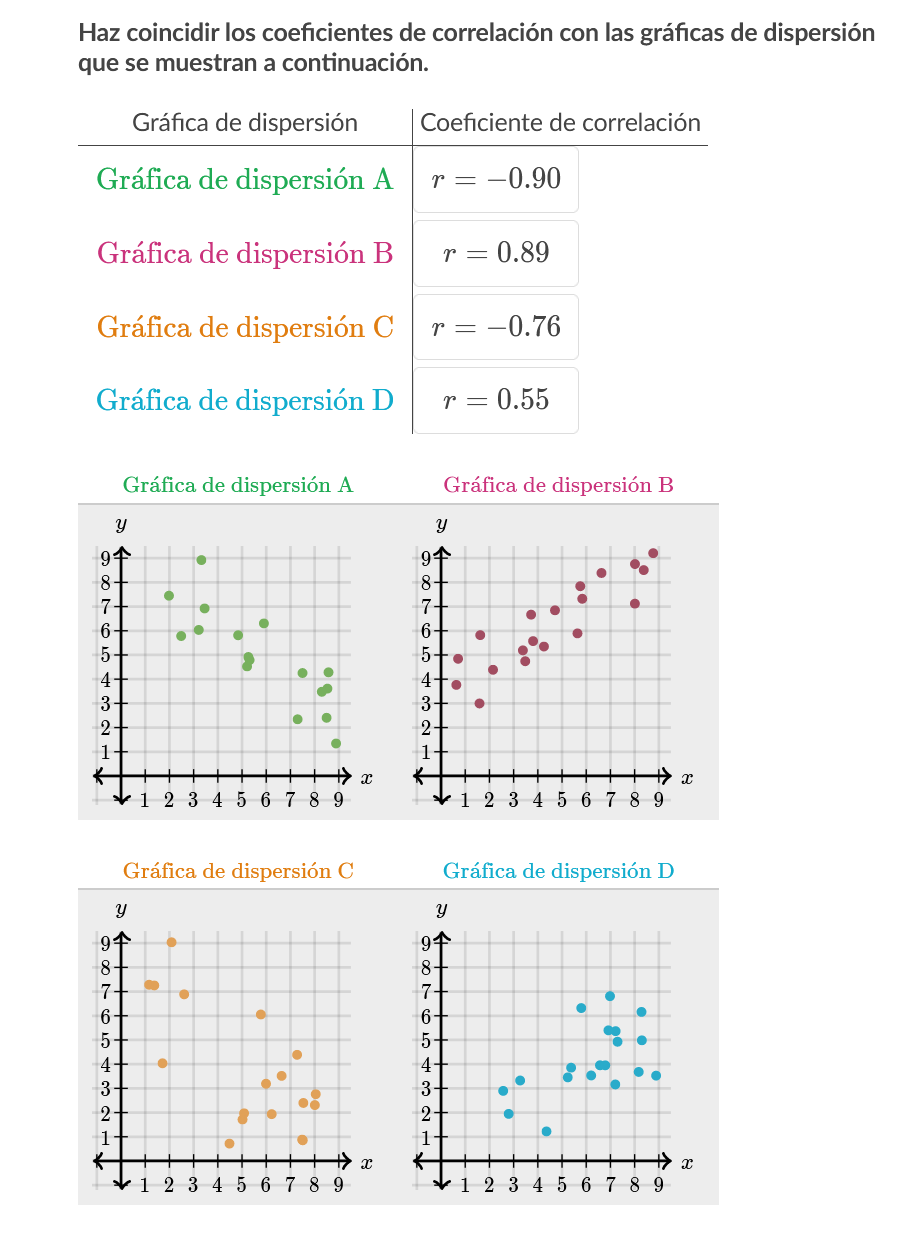 Haz coincidir los coeficientes de correlación con las gráficas de dispersión
que se muestran a continuación.
Gráfica de dispersión Coeficiente de correlación
Gráfica de dispersión A r = −0.90
Gráfica de dispersión B r = 0.89
Gráfica de dispersión C r = −0.76
Gráfica de dispersión D r = 0.55
Gráfica de dispersión A
y
9
8
7
6
5
4
3
2
1
x
1 2 3 4 5 6 7 8 9
Gráfica de dispersión B
y
9
8
7
6
5
4
3
2
1
x
1 2 3 4 5 6 7 8 9
Gráfica de dispersión C
y
9
8
7
6
5
4
3
2
1
x
1 2 3 4 5 6 7 8 9
Gráfica de dispersión D
y
9
8
7
6
5
4
3
2
1
x
1 2 3 4 5 6 7 8 9